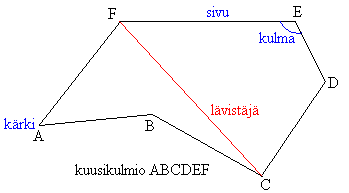 F
sivu
E
kulma
D
lävistäjä
kärki
A
B
kuusikulmio ABCDEF
C